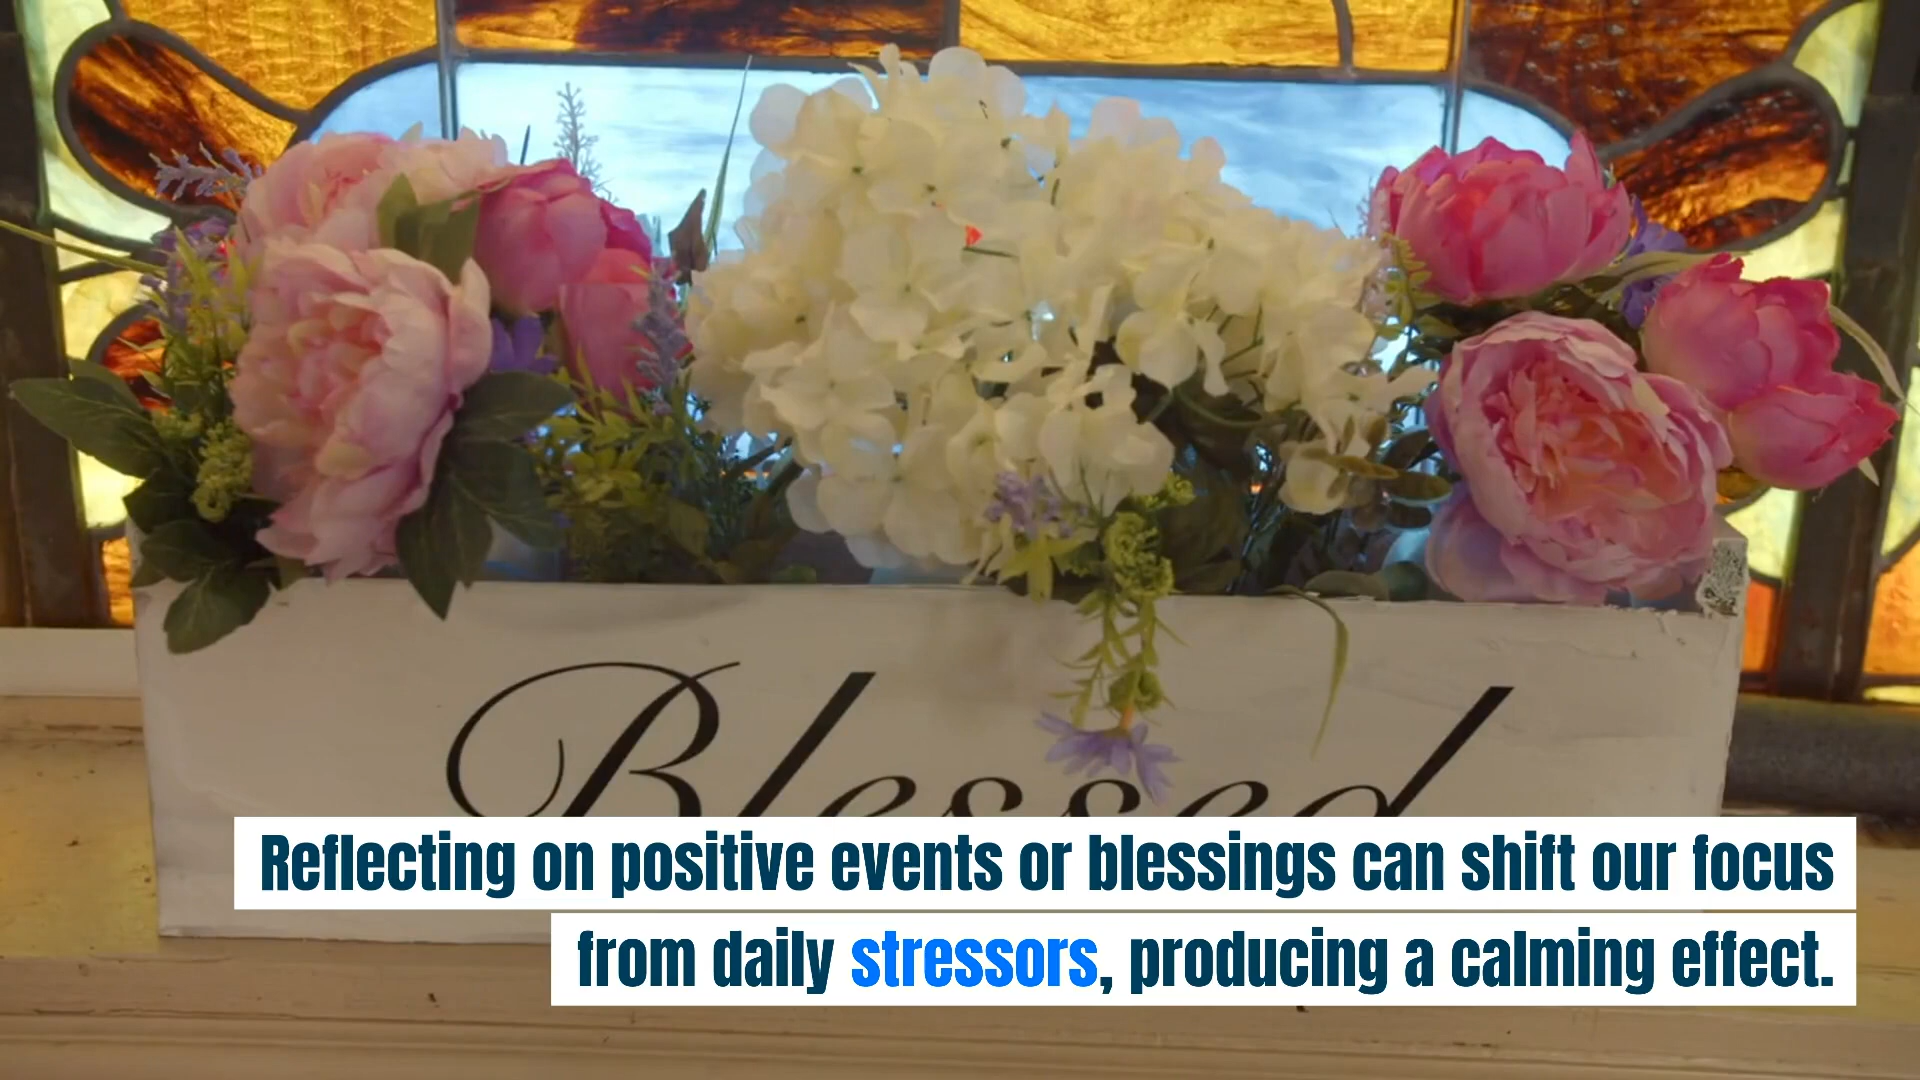 Blessed
Reflecting on positive events or blessings can shift our focus
from daily stressors, producing a calming effect.